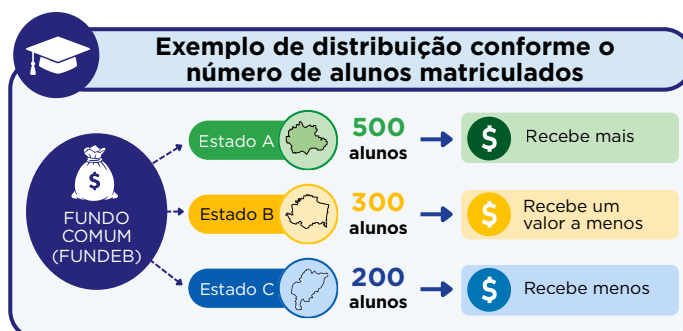 Exemplo de distribuição conforme o
número de alunos matriculados
$
FUNDO
COMUM
(FUNDEB)
Estado A
500
alunos
$
Recebe mais
Estado B
300
alunos
$
Recebe um
valor a menos
Estado C
200
alunos
$
Recebe menos